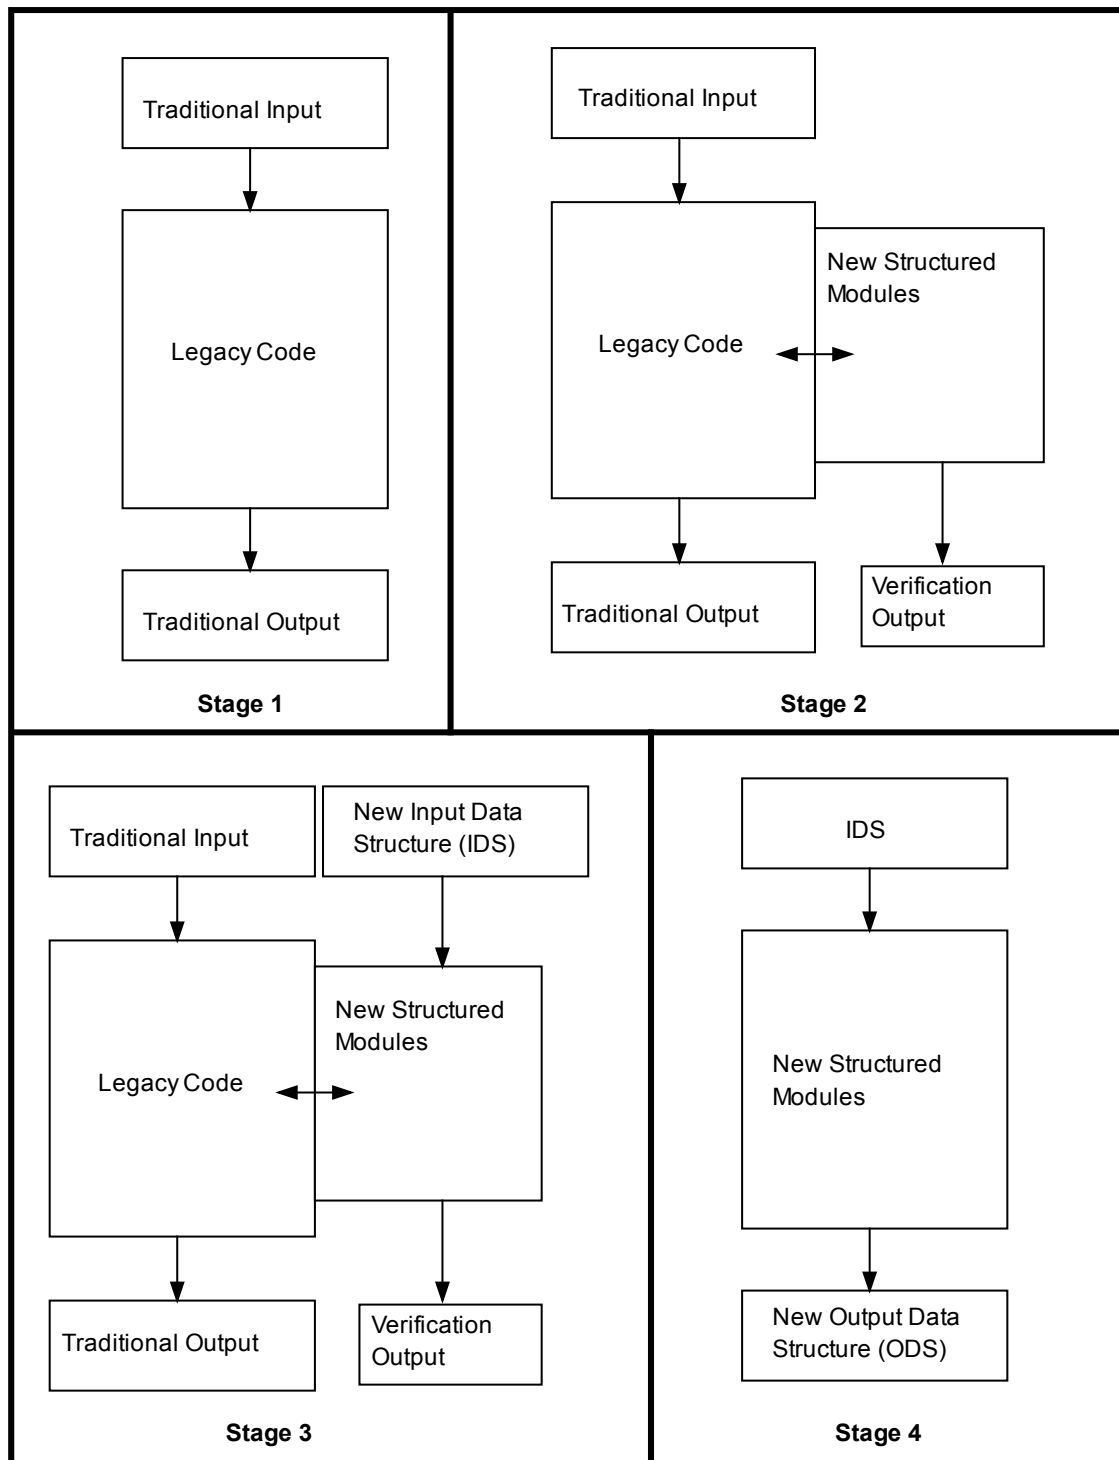 Traditional Input
Legacy Code
Traditional Output
Stage 1
Traditional Input
New Structured
Modules
Legacy Code
Traditional Output
Verification
Output
Stage 2
Traditional Input
New Input Data
Structure (IDS)
New Structured
Modules
Legacy Code
Traditional Output
Verification
Output
Stage 3
IDS
New Structured
Modules
New Output Data
Structure (ODS)
Stage 4